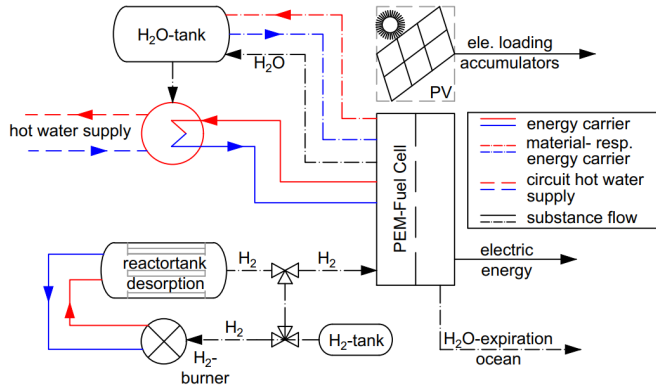 H₂O-tank
H₂O
ele. loading
accumulators
PV
hot water supply
PEM-Fuel Cell
energy carrier
material- resp.
energy carrier
circuit hot water
supply
substance flow
reactortank
desorption
H₂
H₂
electric
energy
H₂
H₂-tank
H₂-
burner
H₂O-expiration
ocean